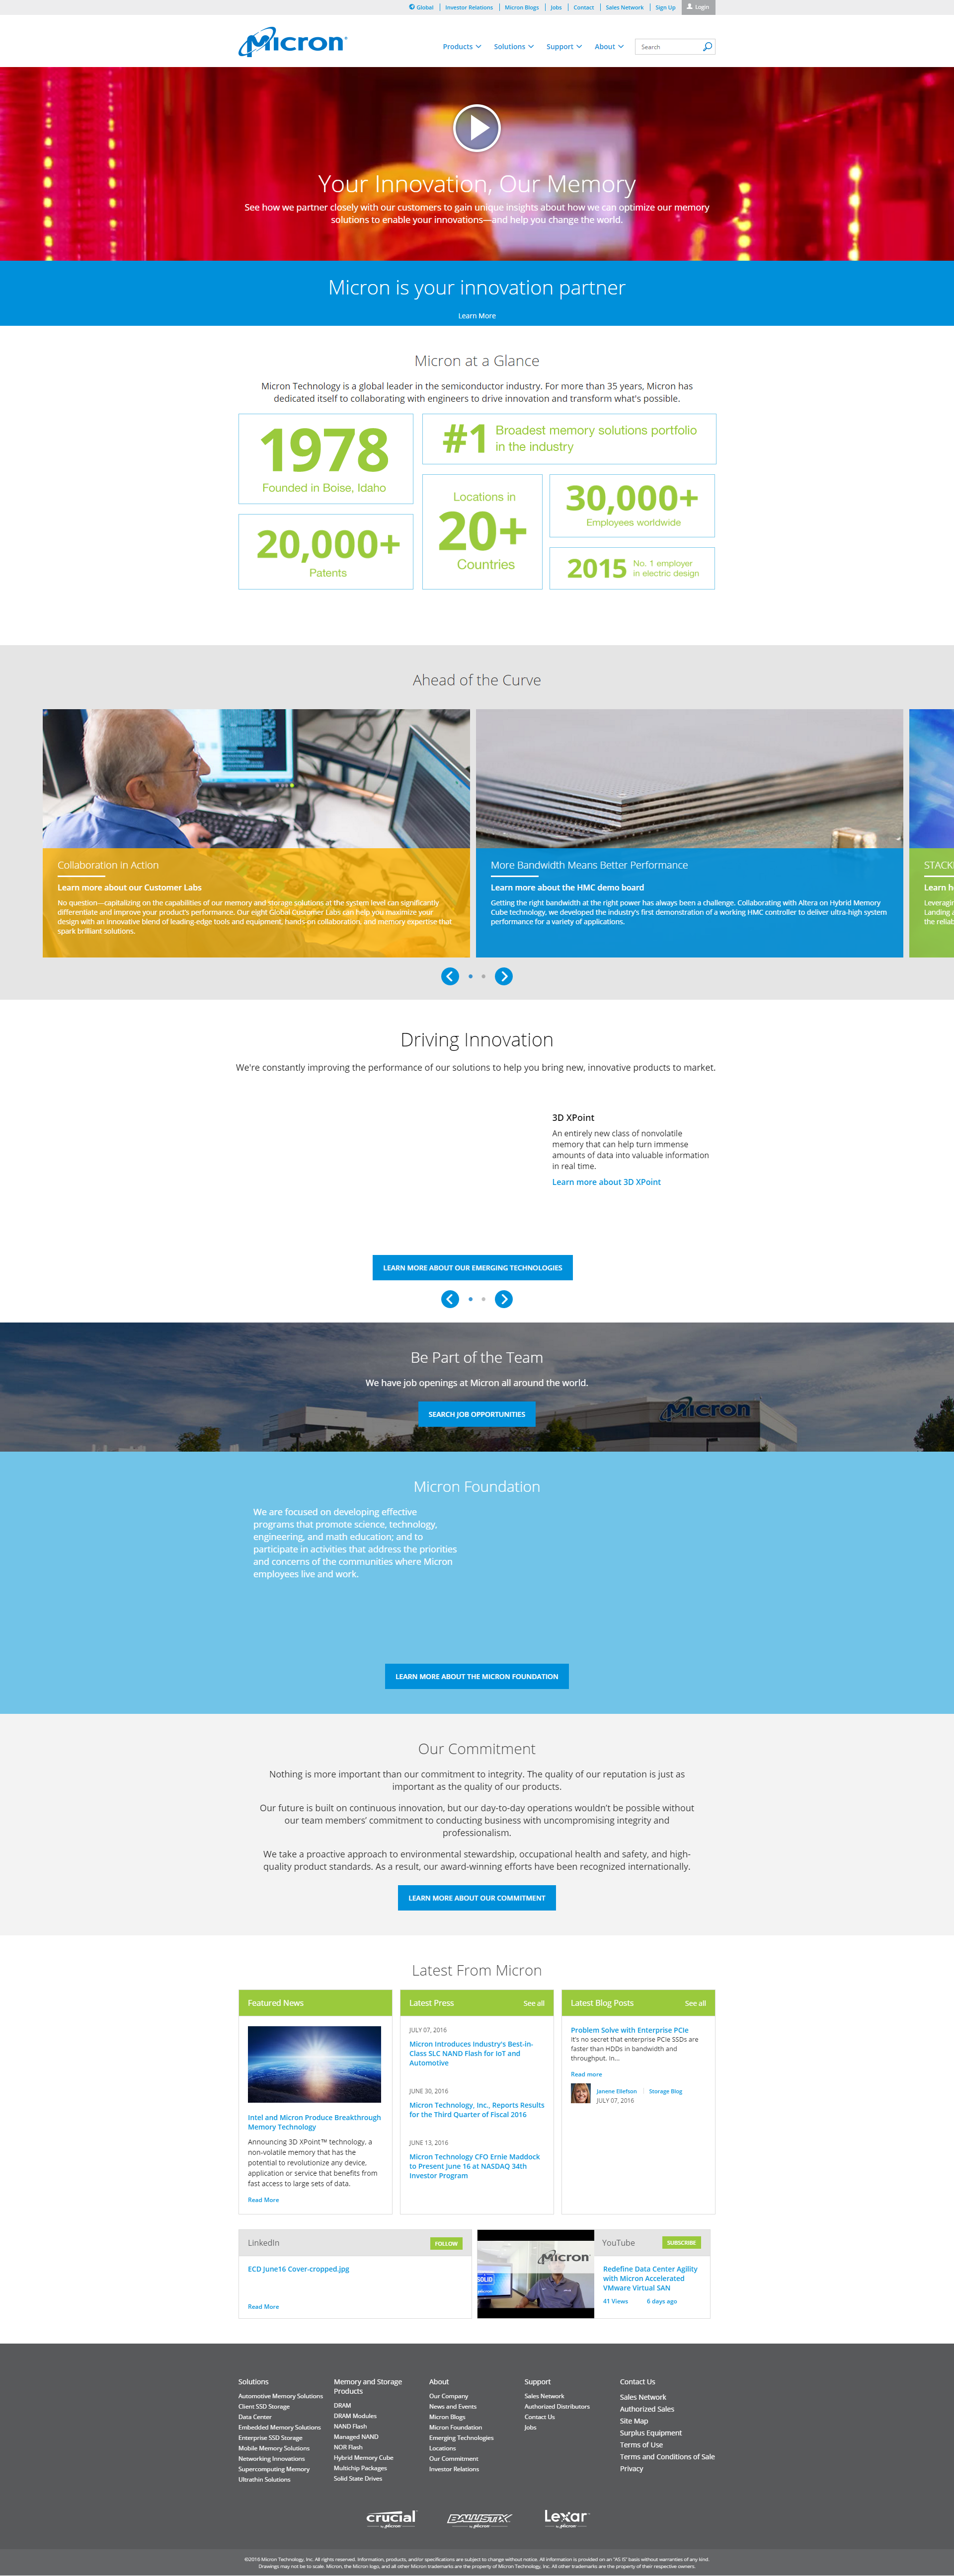 Global
Investor Relations
Micron Blogs
Jobs
Contact
Sales Network
Sign Up
Login
Micron
Products
Solutions
Support
About
Search
Your Innovation, Our Memory
See how we partner closely with our customers to gain unique insights about how we can optimize our memory
solutions to enable your innovations—and help you change the world.
Micron is your innovation partner
Learn More
Micron at a Glance
Micron Technology is a global leader in the semiconductor industry. For more than 35 years, Micron has
dedicated itself to collaborating with engineers to drive innovation and transform what's possible.
1978
Founded in Boise, Idaho
#1 Broadest memory solutions portfolio
in the industry
20,000+
Patents
Locations in
20+
Countries
30,000+
Employees worldwide
2015 No. 1 employer
in electric design
Ahead of the Curve
Collaboration in Action
Learn more about our Customer Labs
No question—capitalizing on the capabilities of our memory and storage solutions at the system level can significantly
differentiate and improve your product's performance. Our eight Global Customer Labs can help you maximize your
design with an innovative blend of leading-edge tools and equipment, hands-on collaboration, and memory expertise-that
spark brilliant solutions.
More Bandwidth Means Better Performance
Learn more about the HMC demo board
Getting the right bandwidth at the right power has always been a challenge. Collaborating with Altera on Hybrid Memory
Cube technology, we developed the industry's first demonstration of a working HMC controller to deliver ultra-high system
performance for a variety of applications.
STACK
Learn h
Leveragin
Landing a
the reliab
Driving Innovation
We're constantly improving the performance of our solutions to help you bring new, innovative products to market.
3D XPoint
An entirely new class of nonvolatile
memory that can help turn immense
amounts of data into valuable information
in real time.
Learn more about 3D XPoint
LEARN MORE ABOUT OUR EMERGING TECHNOLOGIES
Be Part of the Team
We have job openings at Micron all around the world.
SEARCH JOB OPPORTUNITIES
Micron
Micron Foundation
We are focused on developing effective
programs that promote science, technology,
engineering, and math education; and to
participate in activities that address the priorities
and concerns of the communities where Micron
employees live and work.
LEARN MORE ABOUT THE MICRON FOUNDATION
Our Commitment
Nothing is more important than our commitment to integrity. The quality of our reputation is just as
important as the quality of our products.
Our future is built on continuous innovation, but our day-to-day operations wouldn't be possible without
our team members' commitment to conducting business with uncompromising integrity and
professionalism.
We take a proactive approach to environmental stewardship, occupational health and safety, and high-
quality product standards. As a result, our award-winning efforts have been recognized internationally.
LEARN MORE ABOUT OUR COMMITMENT
Latest From Micron
Featured News
Intel and Micron Produce Breakthrough
Memory Technology
Announcing 3D XPoint™ technology, a
non-volatile memory that has the
potential to revolutionize any device,
application or service that benefits from
fast access to large sets of data.
Read More
Latest Press
See all
JULY 07, 2016
Micron Introduces Industry's Best-in-
Class SLC NAND Flash for IoT and
Automotive
JUNE 30, 2016
Micron Technology, Inc., Reports Results
for the Third Quarter of Fiscal 2016
JUNE 13, 2016
Micron Technology CFO Ernie Maddock
to Present June 16 at NASDAQ 34th
Investor Program
Latest Blog Posts
See all
Problem Solve with Enterprise PCIe
It's no secret that enterprise PCIe SSDs are
faster than HDDs in bandwidth and
throughput. In...
Read more
Janene Ellefson
Storage Blog
JULY 07, 2016
LinkedIn
FOLLOW
ECD June16 Cover-cropped.jpg
Read More
Micron
SOLID
YouTube
SUBSCRIBE
Redefine Data Center Agility
with Micron Accelerated
VMware Virtual SAN
41 Views
6 days ago
Solutions
Automotive Memory Solutions
Client SSD Storage
Data Center
Embedded Memory Solutions
Enterprise SSD Storage
Mobile Memory Solutions
Networking Innovations
Supercomputing Memory
Ultrathin Solutions
Memory and Storage
Products
DRAM
DRAM Modules
NAND Flash
Managed NAND
NOR Flash
Hybrid Memory Cube
Multichip Packages
Solid State Drives
About
Our Company
News and Events
Micron Blogs
Micron Foundation
Emerging Technologies
Locations
Our Commitment
Investor Relations
Support
Sales Network
Authorized Distributors
Contact Us
Jobs
Contact Us
Sales Network
Authorized Sales
Site Map
Surplus Equipment
Terms of Use
Terms and Conditions of Sale
Privacy
crucial
by Micron
BALLISTIX
by Micron
Lexar
by Micron
©2016 Micron Technology, Inc. All rights reserved. Information, products, and/or specifications are subject to change without notice. All information is provided on an "AS IS" basis without warranties of any kind.
Drawings may not be to scale. Micron, the Micron logo, and all other Micron trademarks are the property of Micron Technology, Inc. All other trademarks are the property of their respective owners.